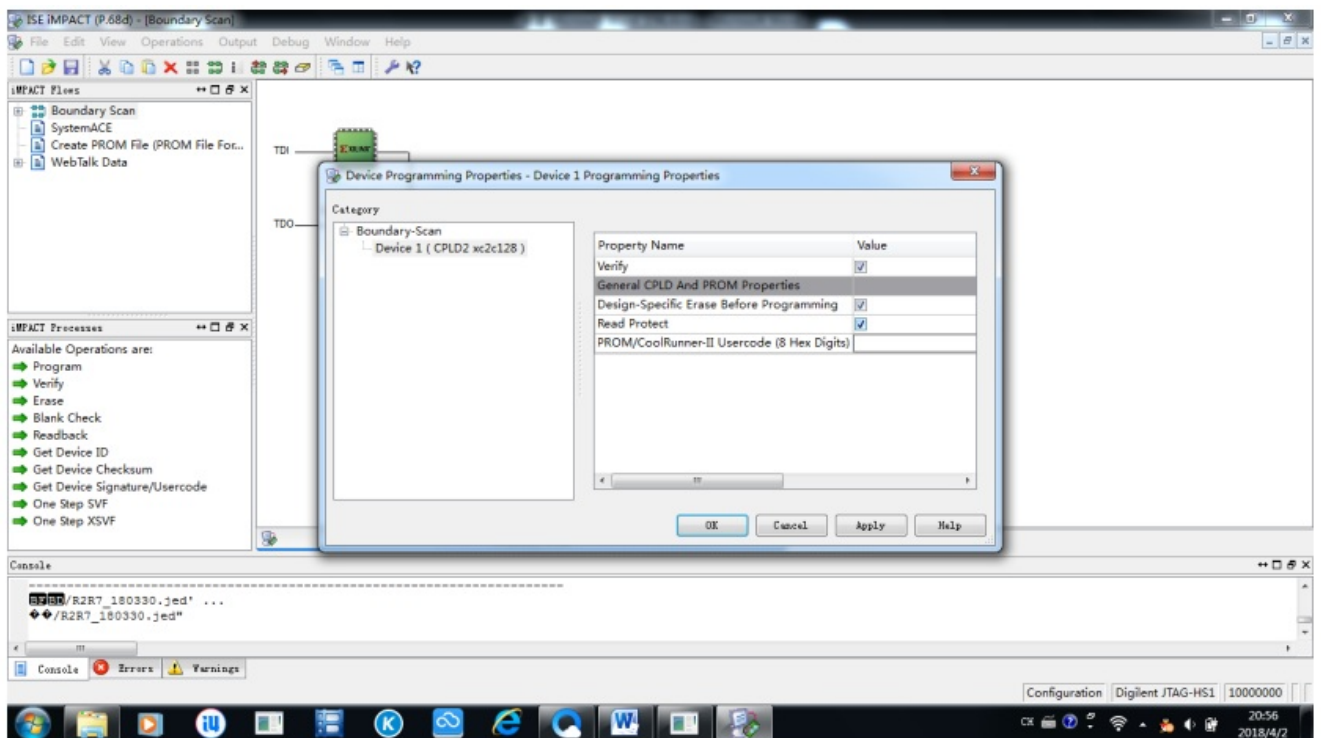 ISE iMPACT (P.68d) - [Boundary Scan]
File Edit View Operations Output Debug Window Help
iMPACT Flows
Boundary Scan
SystemACE
Create PROM File (PROM File For...
WebTalk Data
TDI
TDO
iMPACT Processes
Available Operations are:
Program
Verify
Erase
Blank Check
Readback
Get Device ID
Get Device Checksum
Get Device Signature/Usercode
One Step SVF
One Step XSVF
Device Programming Properties - Device 1 Programming Properties
Category
Boundary-Scan
Device 1 ( CPLD2 xc2c128 )
Property Name Value
Verify
General CPLD And PROM Properties
Design-Specific Erase Before Programming
Read Protect
PROM/CoolRunner-II Usercode (8 Hex Digits)
OK Cancel Apply Help
Console
/R2R7_180330.jed' ...
��/R2R7_180330.jed"
Console Errors Warnings
Configuration Digilent JTAG-HS1 10000000
CH 20:56
2018/4/2